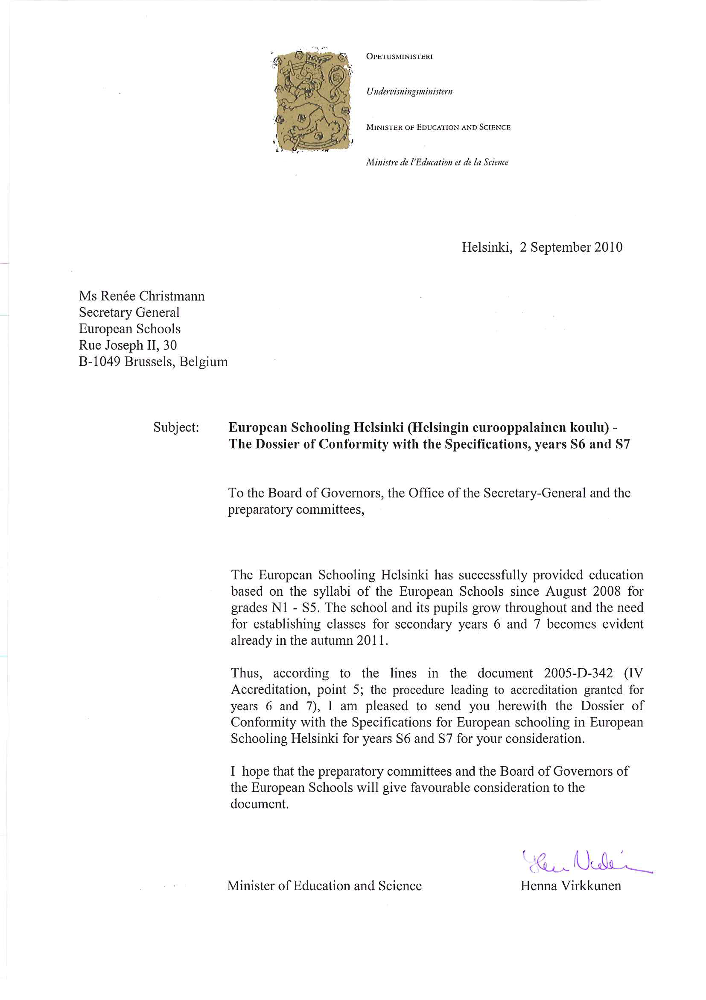 OPETUSMINISTERI
Undervisningsministern
MINISTER OF EDUCATION AND SCIENCE
Ministre de l'Education et de la Science
Helsinki, 2 September 2010
Ms Renée Christmann
Secretary General
European Schools
Rue Joseph II, 30
B-1049 Brussels, Belgium
Subject: European Schooling Helsinki (Helsingin eurooppalainen koulu) -
The Dossier of Conformity with the Specifications, years S6 and S7
To the Board of Governors, the Office of the Secretary-General and the
preparatory committees,
The European Schooling Helsinki has successfully provided education
based on the syllabi of the European Schools since August 2008 for
grades N1 - S5. The school and its pupils grow throughout and the need
for establishing classes for secondary years 6 and 7 becomes evident
already in the autumn 2011.
Thus, according to the lines in the document 2005-D-342 (IV
Accreditation, point 5; the procedure leading to accreditation granted for
years 6 and 7), I am pleased to send you herewith the Dossier of
Conformity with the Specifications for European schooling in European
Schooling Helsinki for years S6 and S7 for your consideration.
I hope that the preparatory committees and the Board of Governors of
the European Schools will give favourable consideration to the
document.
Minister of Education and Science Henna Virkkunen